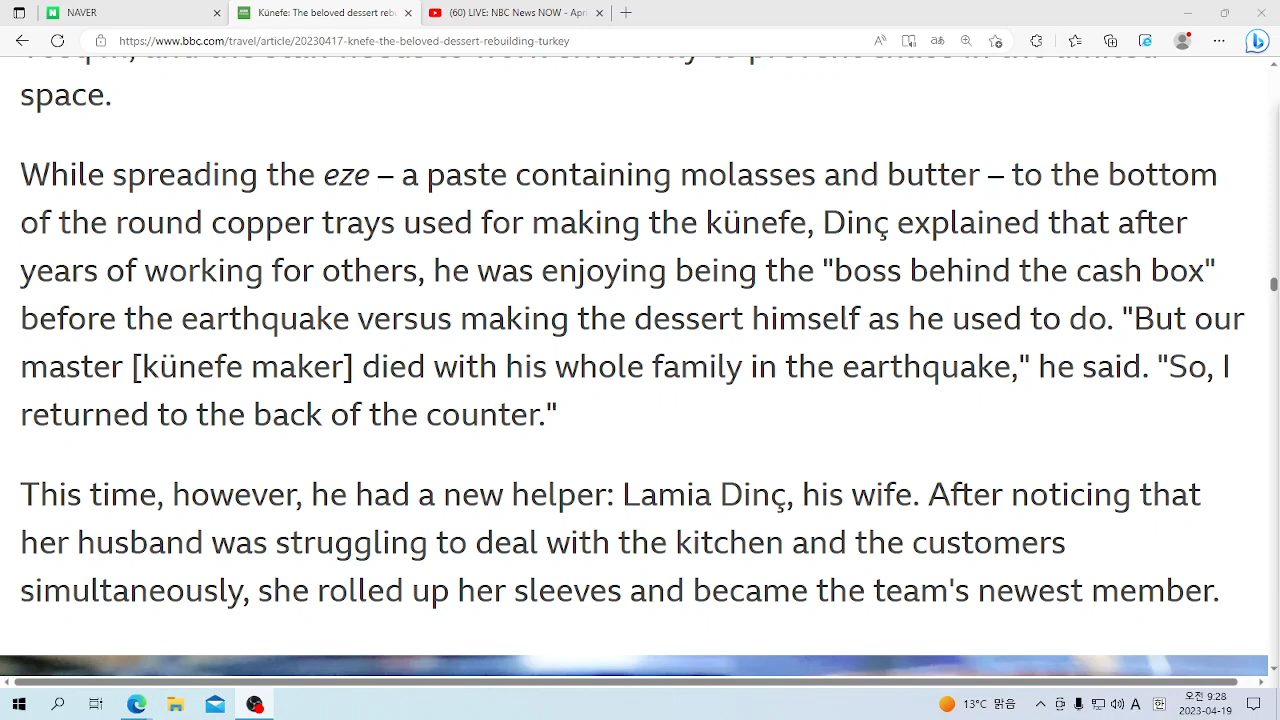 NAVER
Künefe: The beloved dessert reb
(60) LIVE: NBC News NOW - Apri
https://www.bbc.com/travel/article/20230417-knefe-the-beloved-dessert-rebuilding-turkey
space.
While spreading the eze – a paste containing molasses and butter – to the bottom
of the round copper trays used for making the künefe, Dinç explained that after
years of working for others, he was enjoying being the "boss behind the cash box"
before the earthquake versus making the dessert himself as he used to do. "But our
master [künefe maker] died with his whole family in the earthquake," he said. "So, I
returned to the back of the counter."
This time, however, he had a new helper: Lamia Dinç, his wife. After noticing that
her husband was struggling to deal with the kitchen and the customers
simultaneously, she rolled up her sleeves and became the team's newest member.
13°C 맑음
A
오전 9:28
2023-04-19